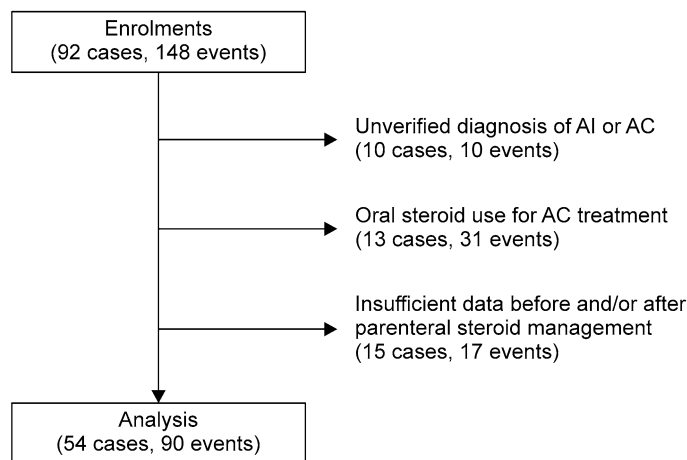 Enrolments
(92 cases, 148 events)
Unverified diagnosis of AI or AC
(10 cases, 10 events)
Oral steroid use for AC treatment
(13 cases, 31 events)
Insufficient data before and/or after
parenteral steroid management
(15 cases, 17 events)
Analysis
(54 cases, 90 events)